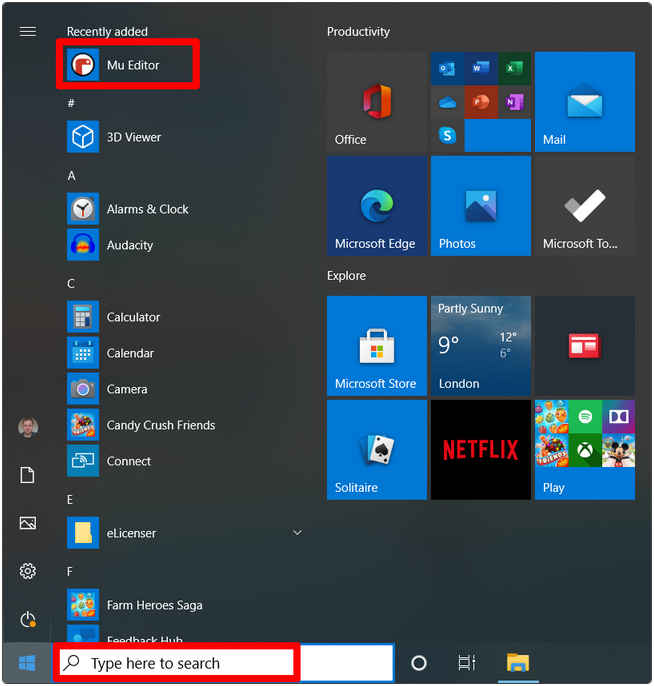 Recently added
Mu Editor
#
3D Viewer
A
Alarms & Clock
Audacity
C
Calculator
Calendar
Camera
Candy Crush Friends
Connect
E
eLicenser
F
Farm Heroes Saga
Feedback Hub
Type here to search
Productivity
Office
Mail
Microsoft Edge
Photos
Microsoft To...
Explore
Microsoft Store
Partly Sunny
9°
12°
6°
London
Solitaire
NETFLIX
Play